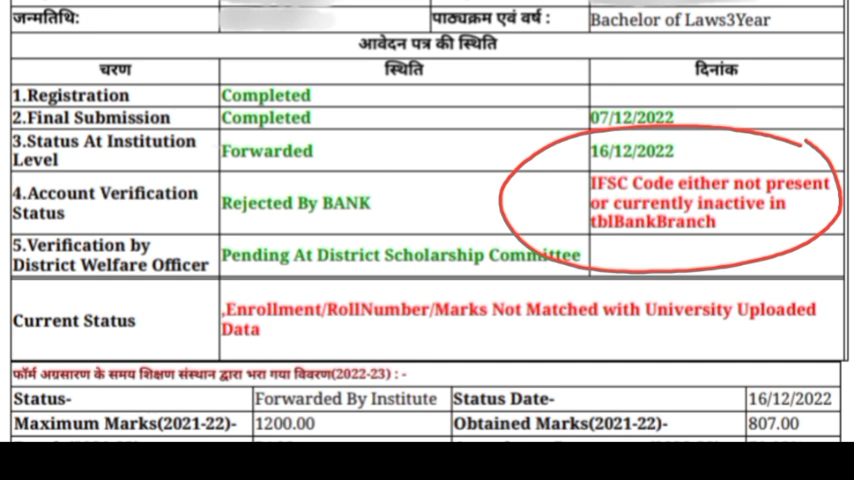 जन्मतिथि: पाठ्यक्रम एवं वर्ष : Bachelor of Laws3Year
आवेदन पत्र की स्थिति
चरण स्थिति दिनांक
1.Registration Completed
2.Final Submission Completed 07/12/2022
3.Status At Institution Level Forwarded 16/12/2022
4.Account Verification Status Rejected By BANK IFSC Code either not present or currently inactive in tblBankBranch
5.Verification by District Welfare Officer Pending At District Scholarship Committee
Current Status ,Enrollment/RollNumber/Marks Not Matched with University Uploaded Data
फॉर्म अग्रसारण के समय शिक्षण संस्थान द्वारा भरा गया विवरण(2022-23) : -
Status- Forwarded By Institute Status Date- 16/12/2022
Maximum Marks(2021-22)- 1200.00 Obtained Marks(2021-22)- 807.00